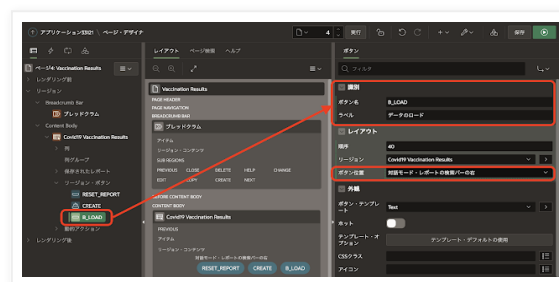 アプリケーション33121 \ ページ・デザイナ
4
実行
保存
レイアウト
ページ検索
ヘルプ
ボタン
ページ4: Vaccination Results
レンダリング前
リージョン
Breadcrumb Bar
ブレッドクラム
Content Body
Covid19 Vaccination Results
列
列グループ
保存されたレポート
リージョン・ボタン
RESET_REPORT
CREATE
B_LOAD
動的アクション
レンダリング後
Vaccination Results
PAGE HEADER
PAGE NAVIGATION
BREADCRUMB BAR
ブレッドクラム
アイテム
リージョン・コンテンツ
SUB REGIONS
PREVIOUS CLOSE DELETE HELP CHANGE
EDIT COPY CREATE NEXT
BEFORE CONTENT BODY
CONTENT BODY
Covid19 Vaccination Results
PREVIOUS
アイテム
リージョン・コンテンツ
対話モード・レポートの検索バーの右
RESET_REPORT CREATE B_LOAD
フィルタ
識別
ボタン名 B_LOAD
ラベル データのロード
レイアウト
順序 40
リージョン Covid19 Vaccination Results
ボタン位置 対話モード・レポートの検索バーの右
外観
ボタン・テンプレート Text
ホット
テンプレート・オプション テンプレート・デフォルトの使用
CSSクラス
アイコン